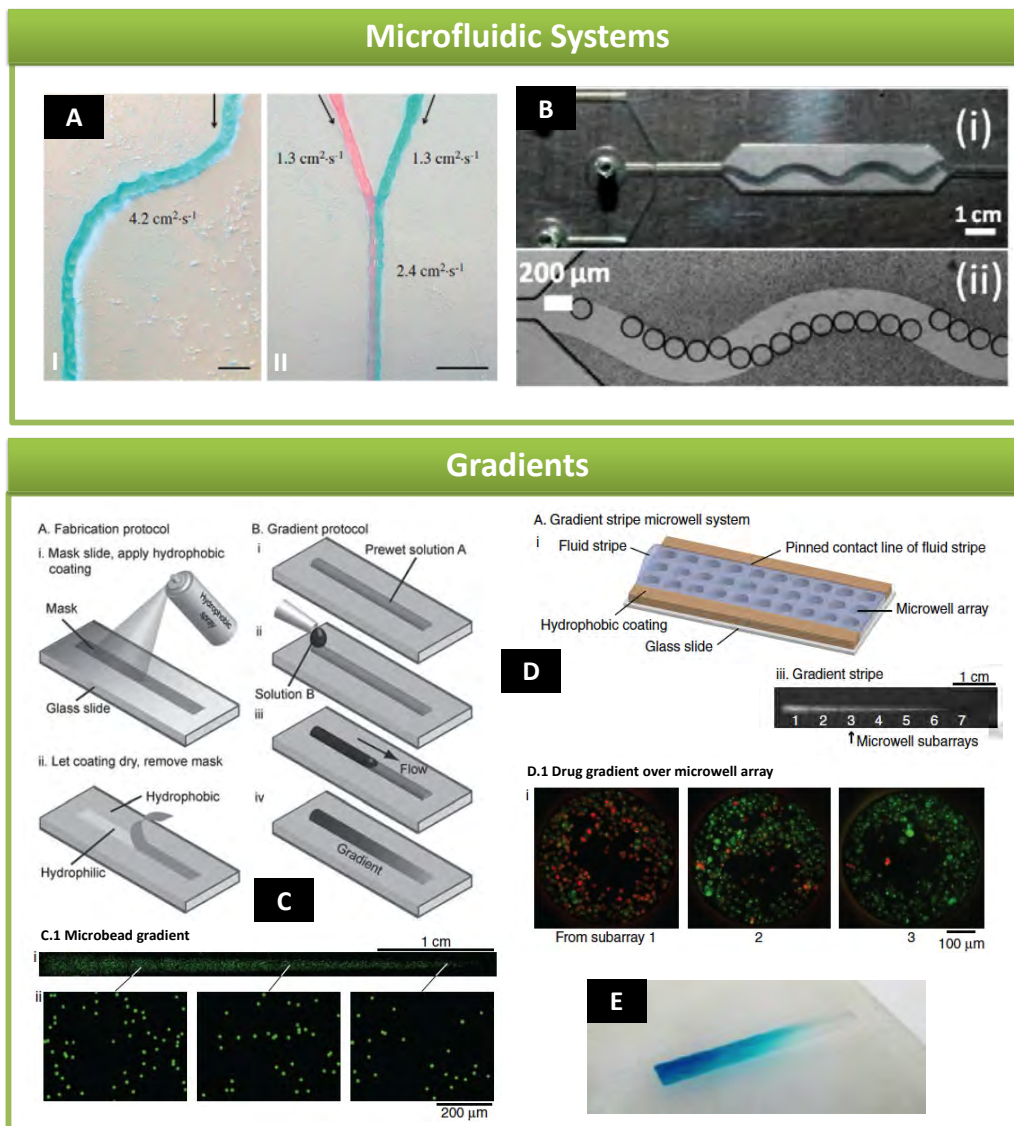 Microfluidic Systems
A
1.3 cm²·s⁻¹
1.3 cm²·s⁻¹
4.2 cm²·s⁻¹
2.4 cm²·s⁻¹
I
II
B
(i)
1 cm
200 µm
(ii)
Gradients
A. Fabrication protocol
i. Mask slide, apply hydrophobic
coating
Mask
Hydrophobic
spray
Glass slide
ii. Let coating dry, remove mask
Hydrophobic
Hydrophilic
B. Gradient protocol
i
Prewet solution A
ii
Solution B
iii
Flow
iv
Gradient
C
C.1 Microbead gradient
1 cm
i
ii
200 µm
A. Gradient stripe microwell system
i
Fluid stripe
Pinned contact line of fluid stripe
Microwell array
Hydrophobic coating
Glass slide
D
iii. Gradient stripe
1 cm
1 2 3 4 5 6 7
↑Microwell subarrays
D.1 Drug gradient over microwell array
i
From subarray 1
2
3
100 µm
E